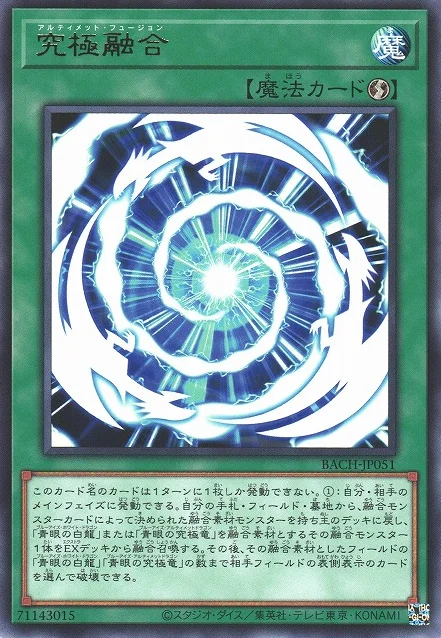 アルティメット・フュージョン
究極融合
魔
【魔法カード】
BACH-JP051
このカード名のカードは1ターンに1枚しか発動できない。①:自分・相手の
メインフェイズに発動できる。自分の手札・フィールド・墓地から、融合モン
スターカードによって決められた融合素材モンスターを持ち主のデッキに戻し、
「青眼の白龍」または「青眼の究極竜」を融合素材とするその融合モンスター
1体をEXデッキから融合召喚する。その後、その融合素材としたフィールドの
「青眼の白龍」「青眼の究極竜」の数まで相手フィールドの表側表示のカード
を選んで破壊できる。
71143015
©スタジオ・ダイス/集英社・テレビ東京・KONAMI